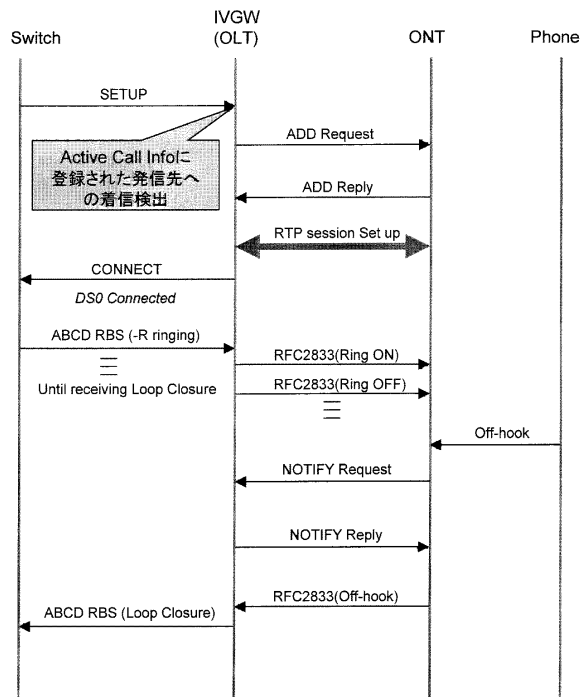 Switch
IVGW
(OLT)
ONT
Phone
SETUP
ADD Request
Active Call Infoに
登録された発信先へ
の着信検出
ADD Reply
RTP session Set up
CONNECT
DS0 Connected
ABCD RBS (-R ringing)
RFC2833(Ring ON)
Until receiving Loop Closure
RFC2833(Ring OFF)
Off-hook
NOTIFY Request
NOTIFY Reply
RFC2833(Off-hook)
ABCD RBS (Loop Closure)